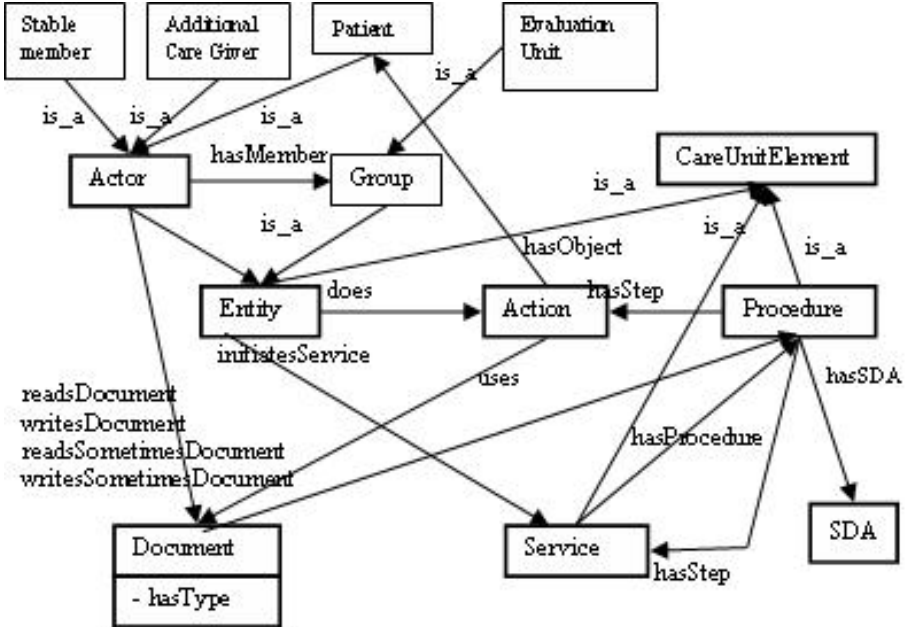 Stable
member
Additional
Care Giver
Patient
Evaluation
Unit
is_a
is_a
is_a
is_a
hasMember
Actor
Group
CareUnitElement
is_a
is_a
is_a
is_a
hasObject
does
hasStep
Entity
Action
Procedure
initiatesService
uses
hasSDA
readsDocument
writesDocument
readsSometimesDocument
writesSometimesDocument
hasProcedure
Document
- hasType
Service
hasStep
SDA